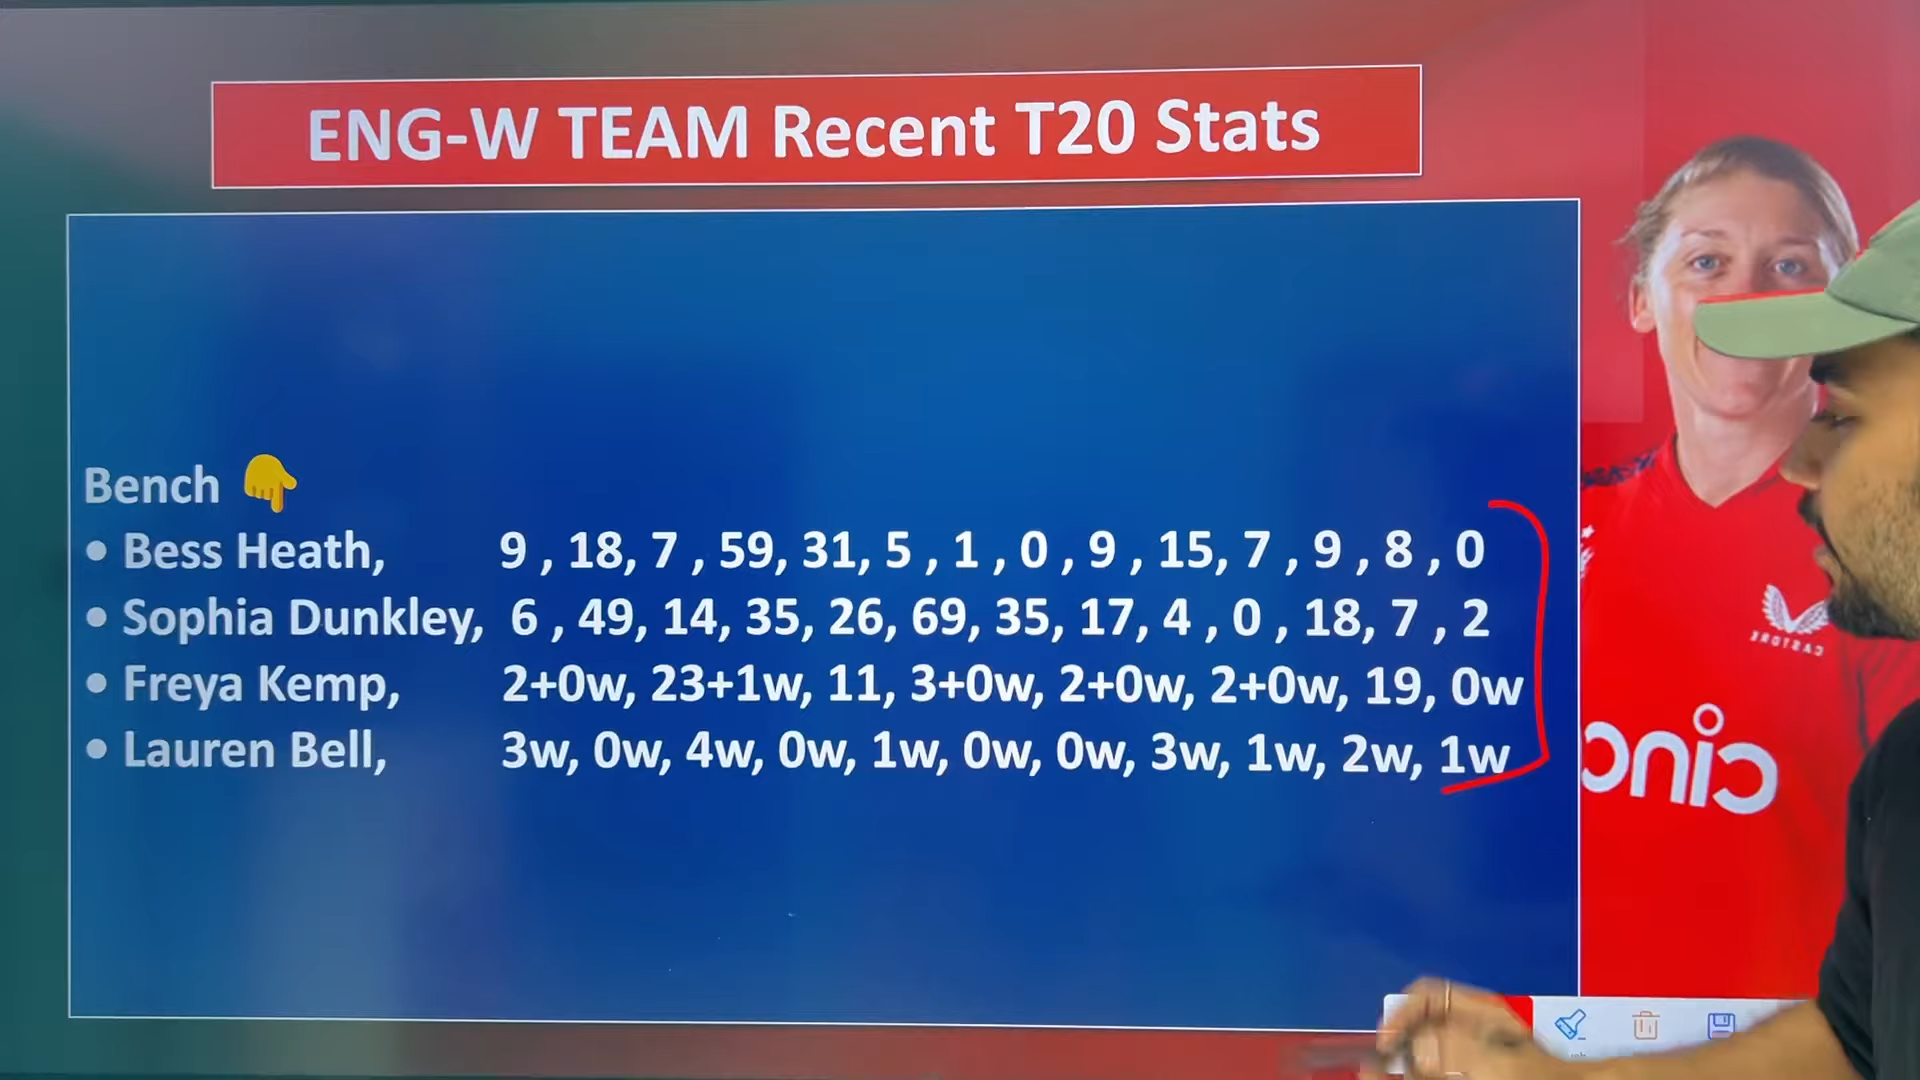 ENG-W TEAM Recent T20 Stats
Bench 👇
• Bess Heath, 9 , 18, 7 , 59, 31, 5 , 1 , 0 , 9 , 15, 7 , 9 , 8 , 0
• Sophia Dunkley, 6 , 49, 14, 35, 26, 69, 35, 17, 4 , 0 , 18, 7 , 2
• Freya Kemp, 2+0w, 23+1w, 11, 3+0w, 2+0w, 2+0w, 19, 0w
• Lauren Bell, 3w, 0w, 4w, 0w, 1w, 0w, 0w, 3w, 1w, 2w, 1w